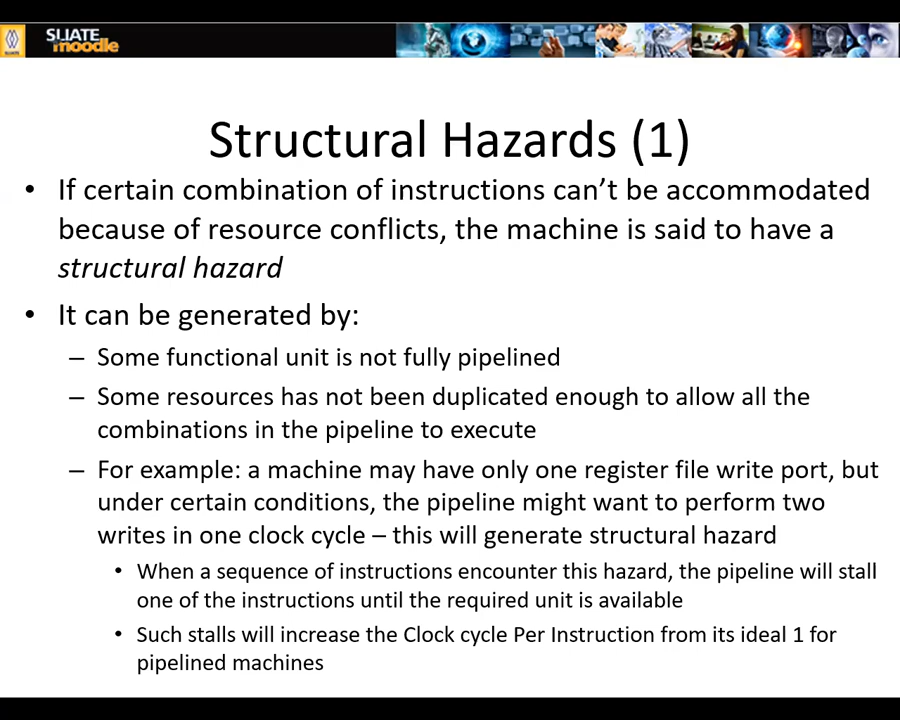 SLIATE
moodle
Structural Hazards (1)
• If certain combination of instructions can’t be accommodated
because of resource conflicts, the machine is said to have a
structural hazard
• It can be generated by:
– Some functional unit is not fully pipelined
– Some resources has not been duplicated enough to allow all the
combinations in the pipeline to execute
– For example: a machine may have only one register file write port, but
under certain conditions, the pipeline might want to perform two
writes in one clock cycle – this will generate structural hazard
• When a sequence of instructions encounter this hazard, the pipeline will stall
one of the instructions until the required unit is available
• Such stalls will increase the Clock cycle Per Instruction from its ideal 1 for
pipelined machines